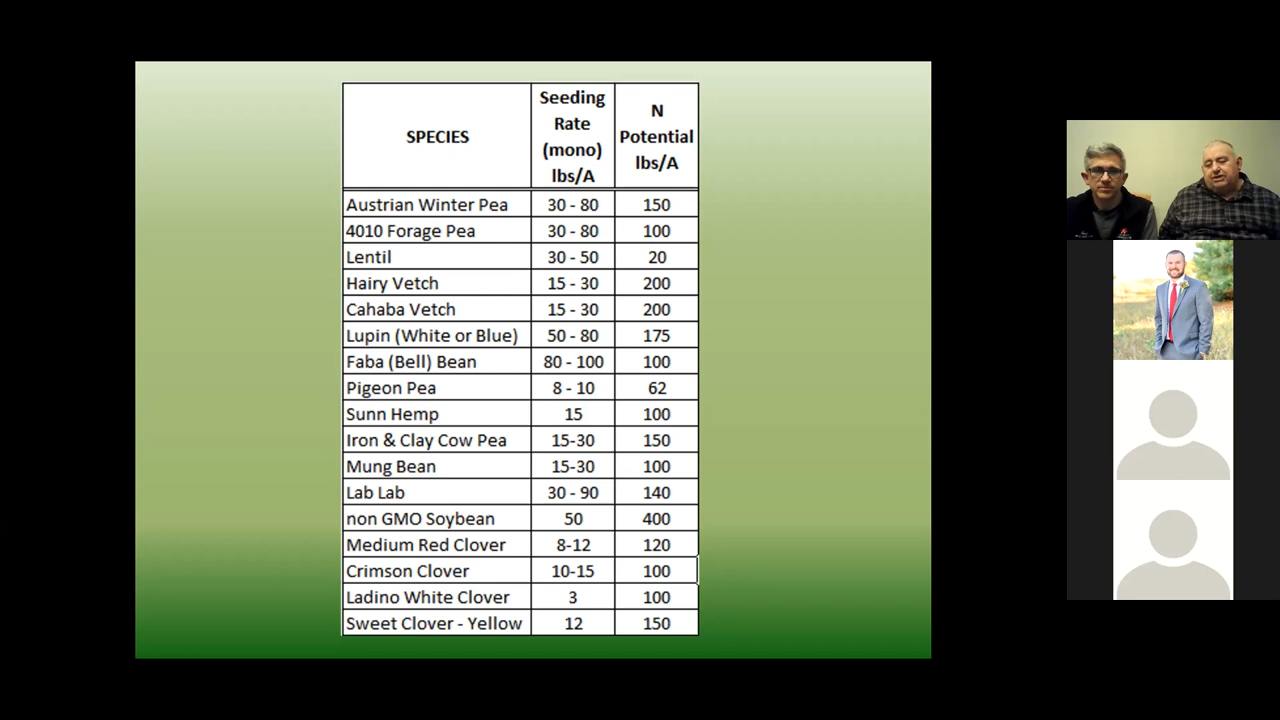 SPECIES Seeding Rate (mono) lbs/A N Potential lbs/A
Austrian Winter Pea 30 - 80 150
4010 Forage Pea 30 - 80 100
Lentil 30 - 50 20
Hairy Vetch 15 - 30 200
Cahaba Vetch 15 - 30 200
Lupin (White or Blue) 50 - 80 175
Faba (Bell) Bean 80 - 100 100
Pigeon Pea 8 - 10 62
Sunn Hemp 15 100
Iron & Clay Cow Pea 15-30 150
Mung Bean 15-30 100
Lab Lab 30 - 90 140
non GMO Soybean 50 400
Medium Red Clover 8-12 120
Crimson Clover 10-15 100
Ladino White Clover 3 100
Sweet Clover - Yellow 12 150